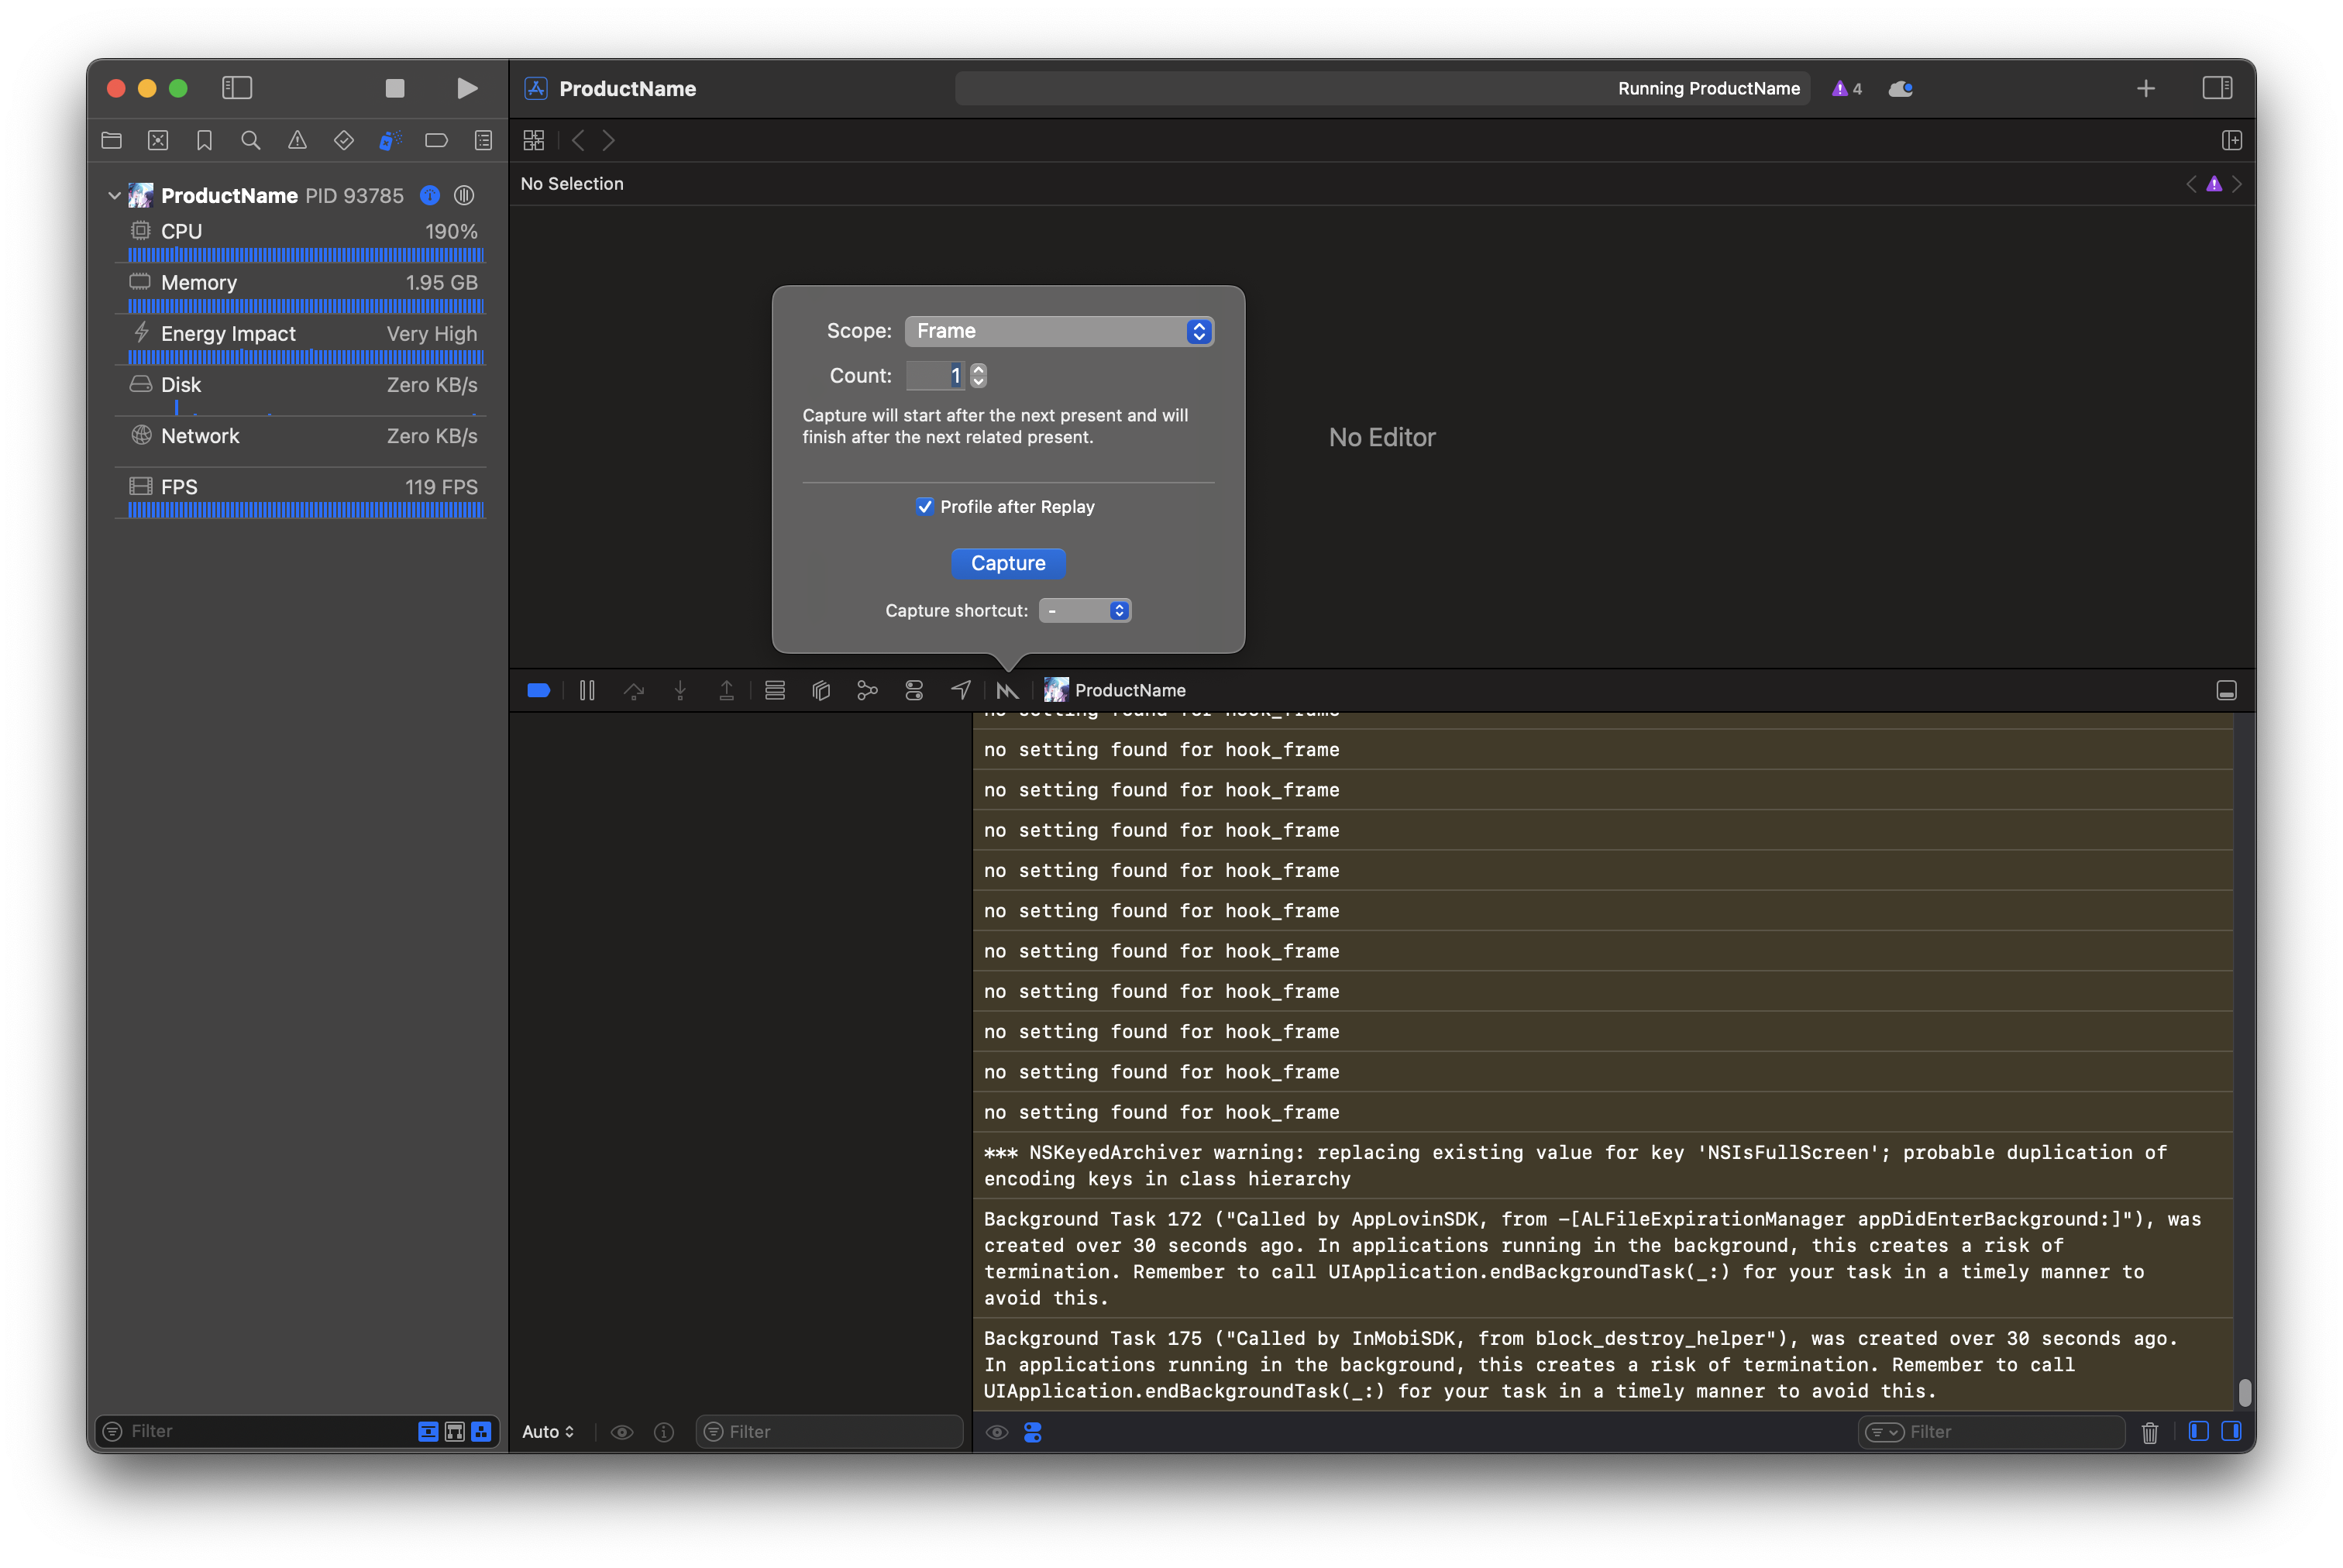 ProductName
Running ProductName
4
No Selection
ProductName PID 93785
CPU 190%
Memory 1.95 GB
Energy Impact Very High
Disk Zero KB/s
Network Zero KB/s
FPS 119 FPS
Scope: Frame
Count: 1
Capture will start after the next present and will
finish after the next related present.
Profile after Replay
Capture
Capture shortcut: -
No Editor
ProductName
no setting found for hook_frame
no setting found for hook_frame
no setting found for hook_frame
no setting found for hook_frame
no setting found for hook_frame
no setting found for hook_frame
no setting found for hook_frame
no setting found for hook_frame
no setting found for hook_frame
no setting found for hook_frame
no setting found for hook_frame
*** NSKeyedArchiver warning: replacing existing value for key 'NSIsFullScreen'; probable duplication of
encoding keys in class hierarchy
Background Task 172 ("Called by AppLovinSDK, from -[ALFileExpirationManager appDidEnterBackground:]"), was
created over 30 seconds ago. In applications running in the background, this creates a risk of
termination. Remember to call UIApplication.endBackgroundTask(_:) for your task in a timely manner to
avoid this.
Background Task 175 ("Called by InMobiSDK, from block_destroy_helper"), was created over 30 seconds ago.
In applications running in the background, this creates a risk of termination. Remember to call
UIApplication.endBackgroundTask(_:) for your task in a timely manner to avoid this.
Filter
Auto
Filter
Filter